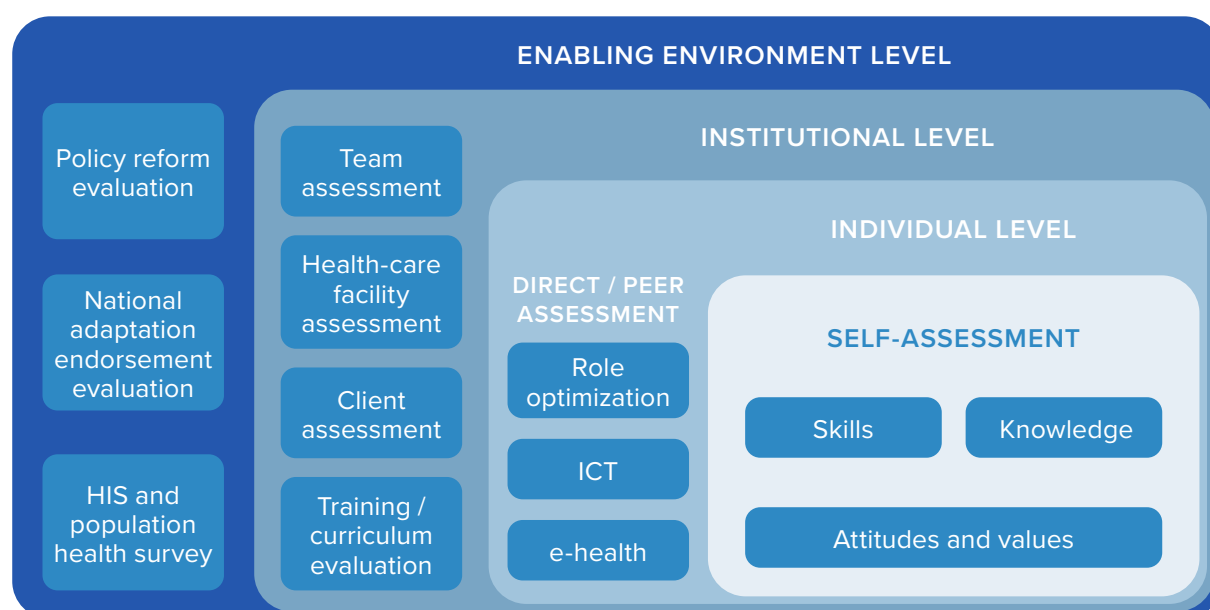 ENABLING ENVIRONMENT LEVEL
Policy reform
evaluation
National
adaptation
endorsement
evaluation
HIS and
population
health survey
INSTITUTIONAL LEVEL
Team
assessment
Health-care
facility
assessment
Client
assessment
Training /
curriculum
evaluation
INDIVIDUAL LEVEL
DIRECT / PEER
ASSESSMENT
Role
optimization
ICT
e-health
SELF-ASSESSMENT
Skills
Knowledge
Attitudes and values